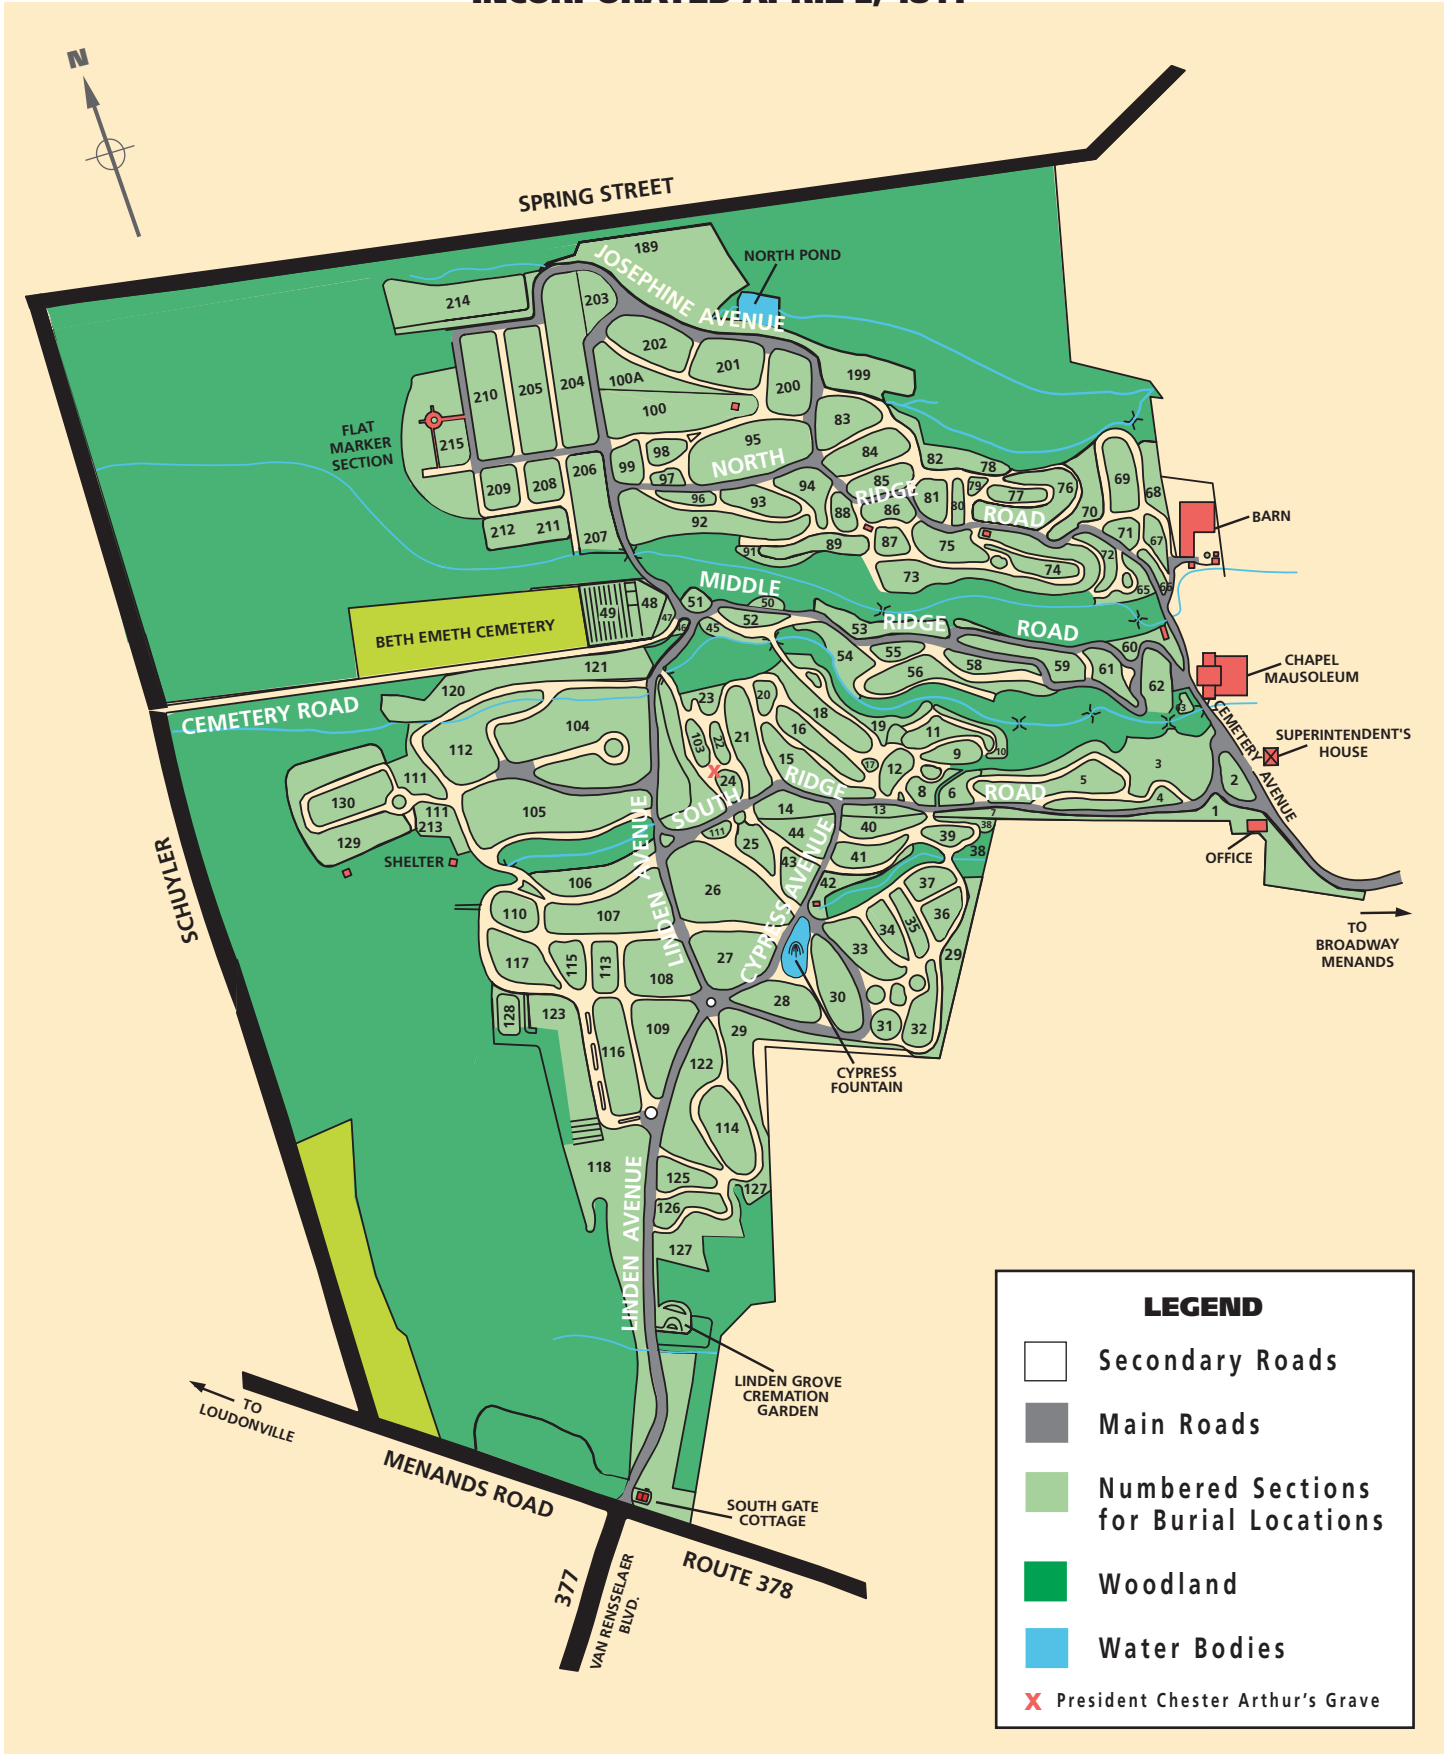 INCORPORATED APRIL 2, 1841
N
SPRING STREET
189
JOSEPHINE AVENUE
NORTH POND
214
203
202
201
200
199
100A
100
210
205
204
FLAT
MARKER
SECTION
215
83
95
NORTH
84
82
78
98
99
97
206
209
208
96
93
94
85
RIDGE
81
80
79
77
76
69
68
86
88
ROAD
70
212
211
207
92
91
89
87
75
71
67
72
74
73
65
66
BARN
MIDDLE
49
48
47
46
51
45
50
52
53
RIDGE
ROAD
BETH EMETH CEMETERY
54
55
56
58
59
60
61
62
63
CHAPEL
MAUSOLEUM
121
120
CEMETERY ROAD
CEMETERY AVENUE
SUPERINTENDENT'S
HOUSE
104
112
23
103
22
21
20
18
16
15
19
11
9
10
17
12
X
24
8
6
5
3
4
2
1
111
130
111
213
129
105
SHELTER
SOUTH
RIDGE
ROAD
7
14
13
40
44
111
25
43
41
39
38
38
OFFICE
SCHUYLER
LINDEN AVENUE
CYPRESS AVENUE
106
107
110
26
42
37
36
35
34
33
29
TO
BROADWAY
MENANDS
117
115
113
108
27
28
30
31
32
128
123
116
109
29
122
CYPRESS
FOUNTAIN
114
118
125
126
127
127
LINDEN AVENUE
LINDEN GROVE
CREMATION
GARDEN
TO
LOUDONVILLE
MENANDS ROAD
SOUTH GATE
COTTAGE
ROUTE 378
377
VAN RENSSELAER
BLVD.
LEGEND
Secondary Roads
Main Roads
Numbered Sections
for Burial Locations
Woodland
Water Bodies
X President Chester Arthur's Grave